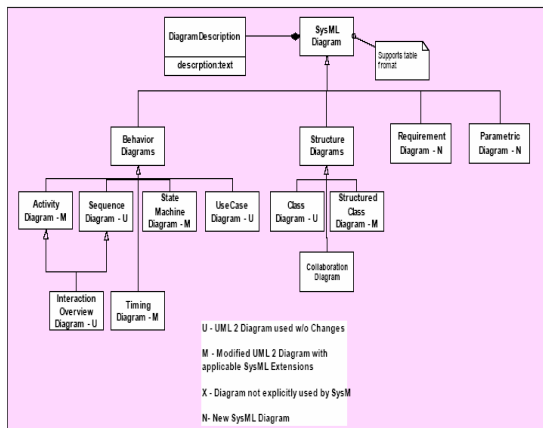 DiagramDescription
descrption:text
SysML
Diagram
Supports table
fromat
Behavior
Diagrams
Structure
Diagrams
Requirement
Diagram - N
Parametric
Diagram - N
Activity
Diagram - M
Sequence
Diagram - U
State
Machine
Diagram - M
UseCase
Diagram - U
Class
Diagram - U
Structured
Class
Diagram - M
Collaboration
Diagram
Interaction
Overview
Diagram - U
Timing
Diagram - M
U - UML 2 Diagram used w/o Changes
M - Modified UML 2 Diagram with
applicable SysML Extensions
X - Diagram not explicitly used by SysM
N- New SysML Diagram